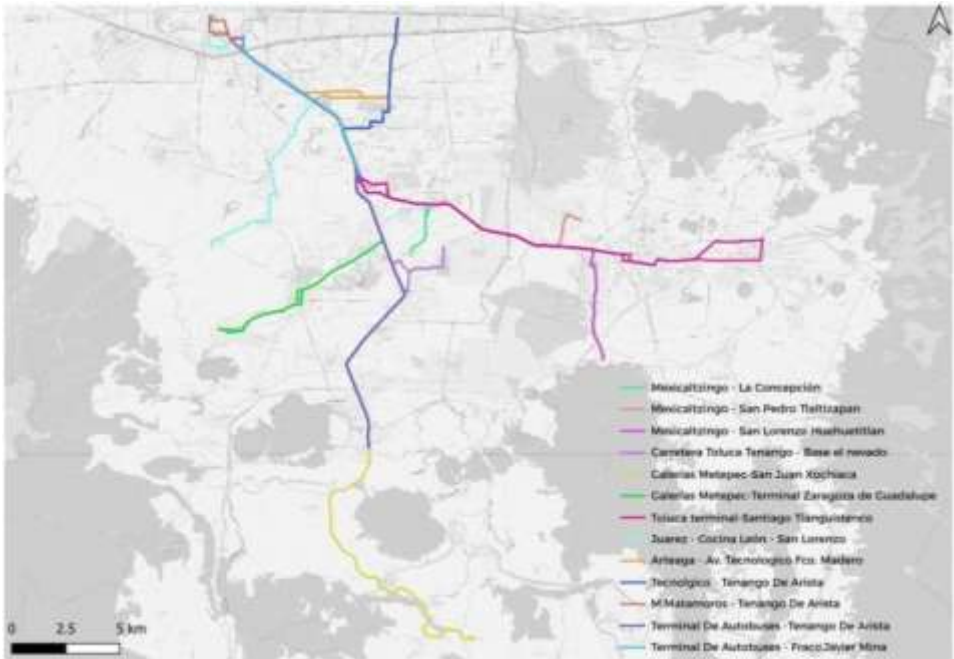 Mexicaltzingo - La Concepción
Mexicaltzingo - San Pedro Tlaltizapan
Mexicaltzingo - San Lorenzo Huehuetitlan
Carretera Toluca Tenango - Base el nevado
Galerías Metepec-San Juan Xochiaca
Galerías Metepec-Terminal Zaragoza de Guadalupe
Toluca terminal-Santiago Tianguistenco
Juarez - Cocina León - San Lorenzo
Arteaga - Av. Tecnologico Fco. Madero
Tecnolgico - Tenango De Arista
M.Matamoros - Tenango De Arista
Terminal De Autobuses - Tenango De Arista
Terminal De Autobuses - Fraco.Javier Mina
0 2.5 5 km